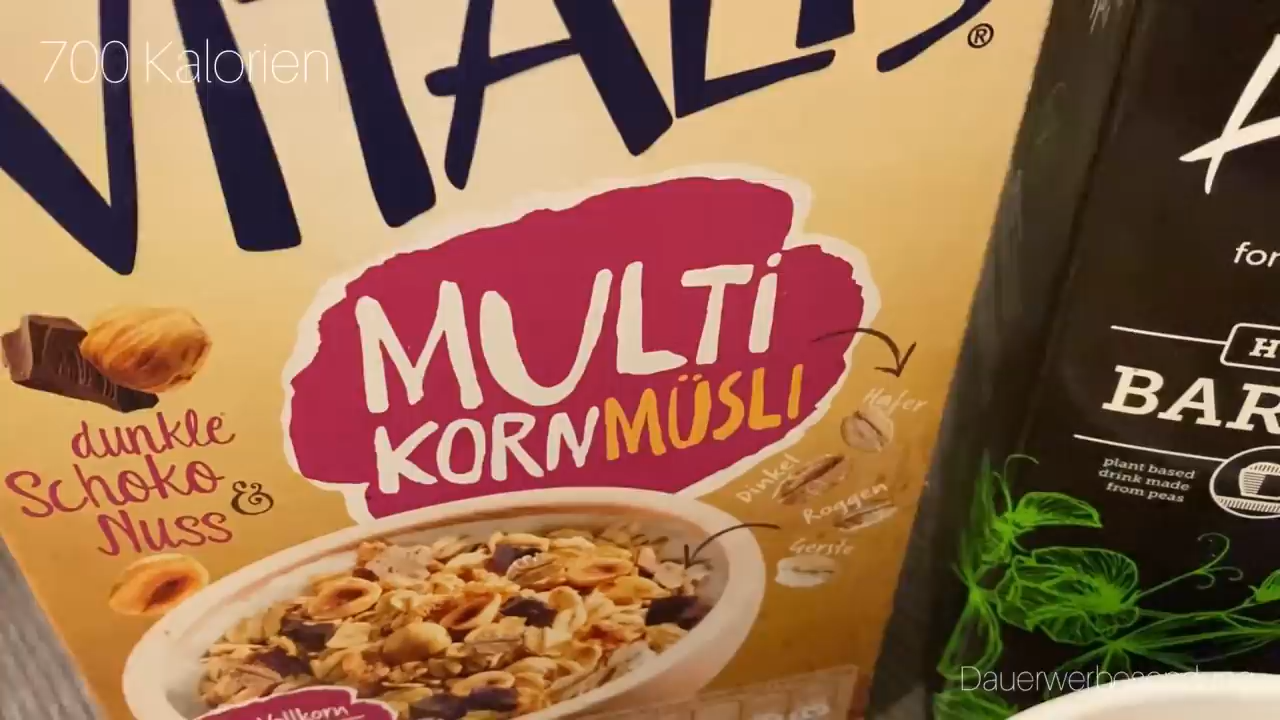 700 Kalorien
VITALIS®
MULTI
KORNMÜSLI
dunkle
Schoko
& Nuss
Hafer
Dinkel
Roggen
Gerste
Vollkorn
for
BAR
plant based
drink made
from peas
Dauerwerbesendung